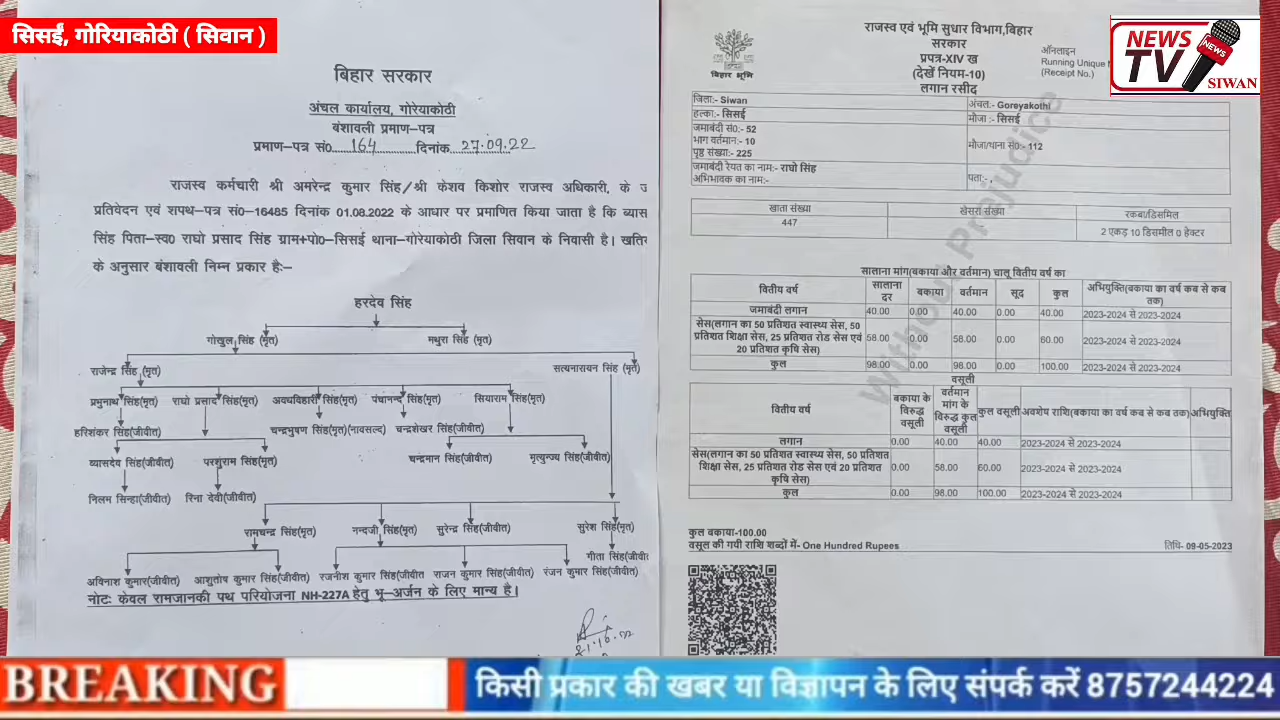 सिसईं, गोरियाकोठी ( सिवान )
NEWS
TV
NEWS
SIWAN
बिहार सरकार
अंचल कार्यालय, गोरेयाकोठी
बंशावली प्रमाण–पत्र
प्रमाण–पत्र सं0 164 दिनांक 27.09.22
राजस्व कर्मचारी श्री अमरेन्द्र कुमार सिंह/श्री केशव किशोर राजस्व अधिकारी, के
प्रतिवेदन एवं शपथ–पत्र सं0–16485 दिनांक 01.08.2022 के आधार पर प्रमाणित किया जाता है कि ब्यास
सिंह पिता–स्व0 राघो प्रसाद सिंह ग्राम+पो0–सिसई थाना–गोरेयाकोठी जिला सिवान के निवासी है।
के अनुसार बंशावली निम्न प्रकार है:–
हरदेव सिंह
गोखुल सिंह (मृत) मथुरा सिंह (मृत)
राजेन्द्र सिंह (मृत) सत्यनारायन सिंह (मृत)
प्रभुनाथ सिंह(मृत) राघो प्रसाद सिंह(मृत) अवधविहारी सिंह(मृत) पंचानन्द सिंह(मृत) सियाराम सिंह(मृत)
हरिशंकर सिंह(जीवीत) चन्द्रभुषण सिंह(मृत)(नावसल्द) चन्द्रशेखर सिंह(जीवीत)
ब्यासदेव सिंह(जीवीत) परशुराम सिंह(मृत) चन्द्रमान सिंह(जीवीत) मृत्युन्ज्य सिंह(जीवीत)
निलम सिन्हा(जीवीत) रिना देवी(जीवीत)
रामचन्द्र सिंह(मृत) नन्दजी सिंह(मृत) सुरेन्द्र सिंह(जीवीत) सुरेश सिंह(मृत)
गीता सिंह(जीवी
अविनाश कुमार(जीवीत) आशुतोष कुमार सिंह(जीवीत) रजनीश कुमार सिंह(जीवीत राजन कुमार सिंह(जीवीत) रंजन कुमार सिंह(जीवीत)
नोटः केवल रामजानकी पथ परियोजना NH-227A हेतु भू–अर्जन के लिए मान्य है।
बिहार भूमि
राजस्व एवं भूमि सुधार विभाग,बिहार
सरकार
प्रपत्र-XIV ख
(देखें नियम-10)
लगान रसीद
ऑनलाइन
Running Unique
(Receipt No.)
जिला:- Siwan अंचल:- Goreyakothi
हल्का:- सिसई मौजा :- सिसई
जमाबंदी सं०:- 52
भाग वर्तमान:- 10
पृष्ठ संख्या:- 225
मौजा/थाना सं०:- 112
जमाबंदी रैयत का नाम:- राघो सिंह
अभिभावक का नाम:- पता:- ,
खाता संख्या खेसरा संख्या रकबा/डिसमिल
447 2 एकड़ 10 डिसमील 0 हेक्टर
सालाना मांग(बकाया और वर्तमान) चालू वितीय वर्ष का
वितीय वर्ष सालाना दर बकाया वर्तमान सूद कुल अभियुक्ति(बकाया का वर्ष कब से कब तक)
जमाबंदी लगान 40.00 0.00 40.00 0.00 40.00 2023-2024 से 2023-2024
सेस(लगान का 50 प्रतिशत स्वास्थ्य सेस, 50 प्रतिशत शिक्षा सेस, 25 प्रतिशत रोड सेस एवं 20 प्रतिशत कृषि सेस) 58.00 0.00 58.00 0.00 60.00 2023-2024 से 2023-2024
कुल 98.00 0.00 98.00 0.00 100.00 2023-2024 से 2023-2024
वसूली
वितीय वर्ष बकाया के विरुद्ध वसूली वर्तमान मांग के विरुद्ध कुल वसूली कुल वसूली अवशेष राशि(बकाया का वर्ष कब से कब तक) अभियुक्ति
लगान 0.00 40.00 40.00 2023-2024 से 2023-2024
सेस(लगान का 50 प्रतिशत स्वास्थ्य सेस, 50 प्रतिशत शिक्षा सेस, 25 प्रतिशत रोड सेस एवं 20 प्रतिशत कृषि सेस) 0.00 58.00 60.00 2023-2024 से 2023-2024
कुल 0.00 98.00 100.00 2023-2024 से 2023-2024
Without Prejudice
कुल बकाया-100.00
वसूल की गयी राशि शब्दों में- One Hundred Rupees तिथि- 09-05-2023
BREAKING
किसी प्रकार की खबर या विज्ञापन के लिए संपर्क करें 8757244224